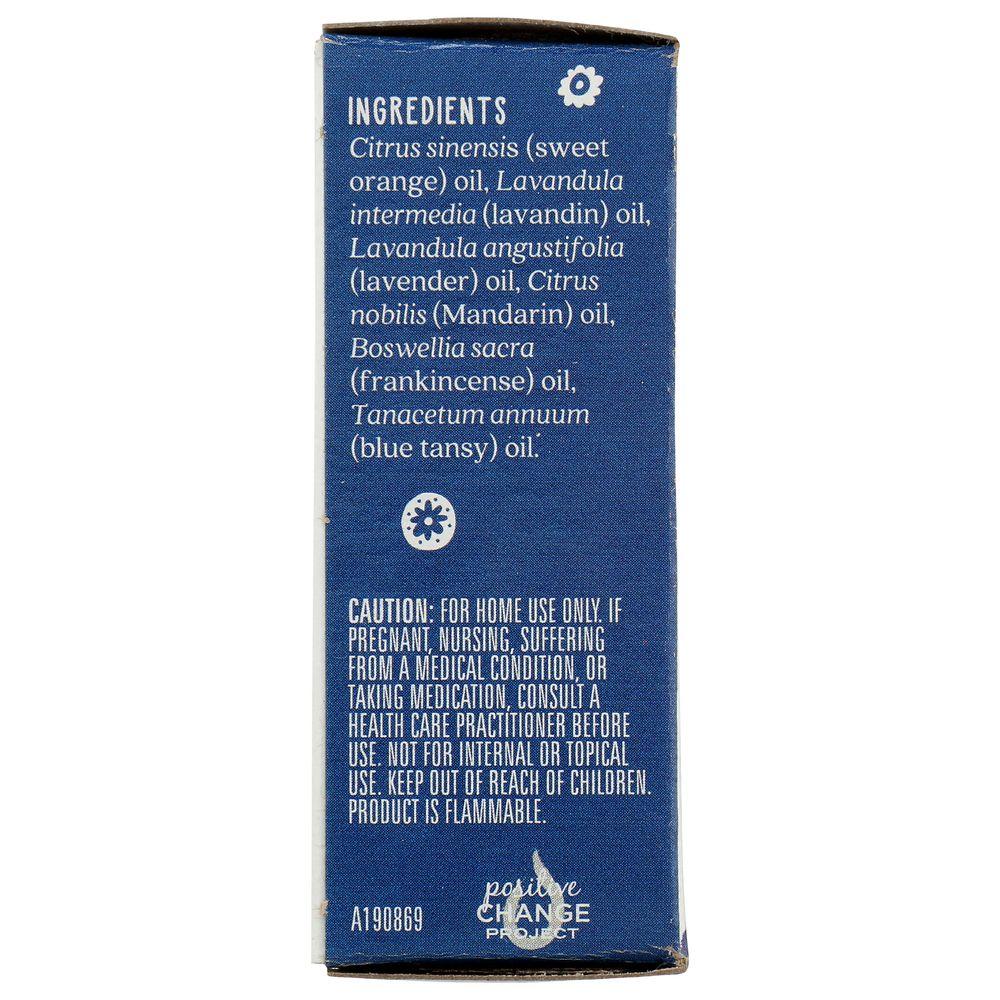 INGREDIENTS
Citrus sinensis (sweet
orange) oil, Lavandula
intermedia (lavandin) oil,
Lavandula angustifolia
(lavender) oil, Citrus
nobilis (Mandarin) oil,
Boswellia sacra
(frankincense) oil,
Tanacetum annuum
(blue tansy) oil.
CAUTION: FOR HOME USE ONLY. IF
PREGNANT, NURSING, SUFFERING
FROM A MEDICAL CONDITION, OR
TAKING MEDICATION, CONSULT A
HEALTH CARE PRACTITIONER BEFORE
USE. NOT FOR INTERNAL OR TOPICAL
USE. KEEP OUT OF REACH OF CHILDREN.
PRODUCT IS FLAMMABLE.
A190869
positive
CHANGE
PROJECT